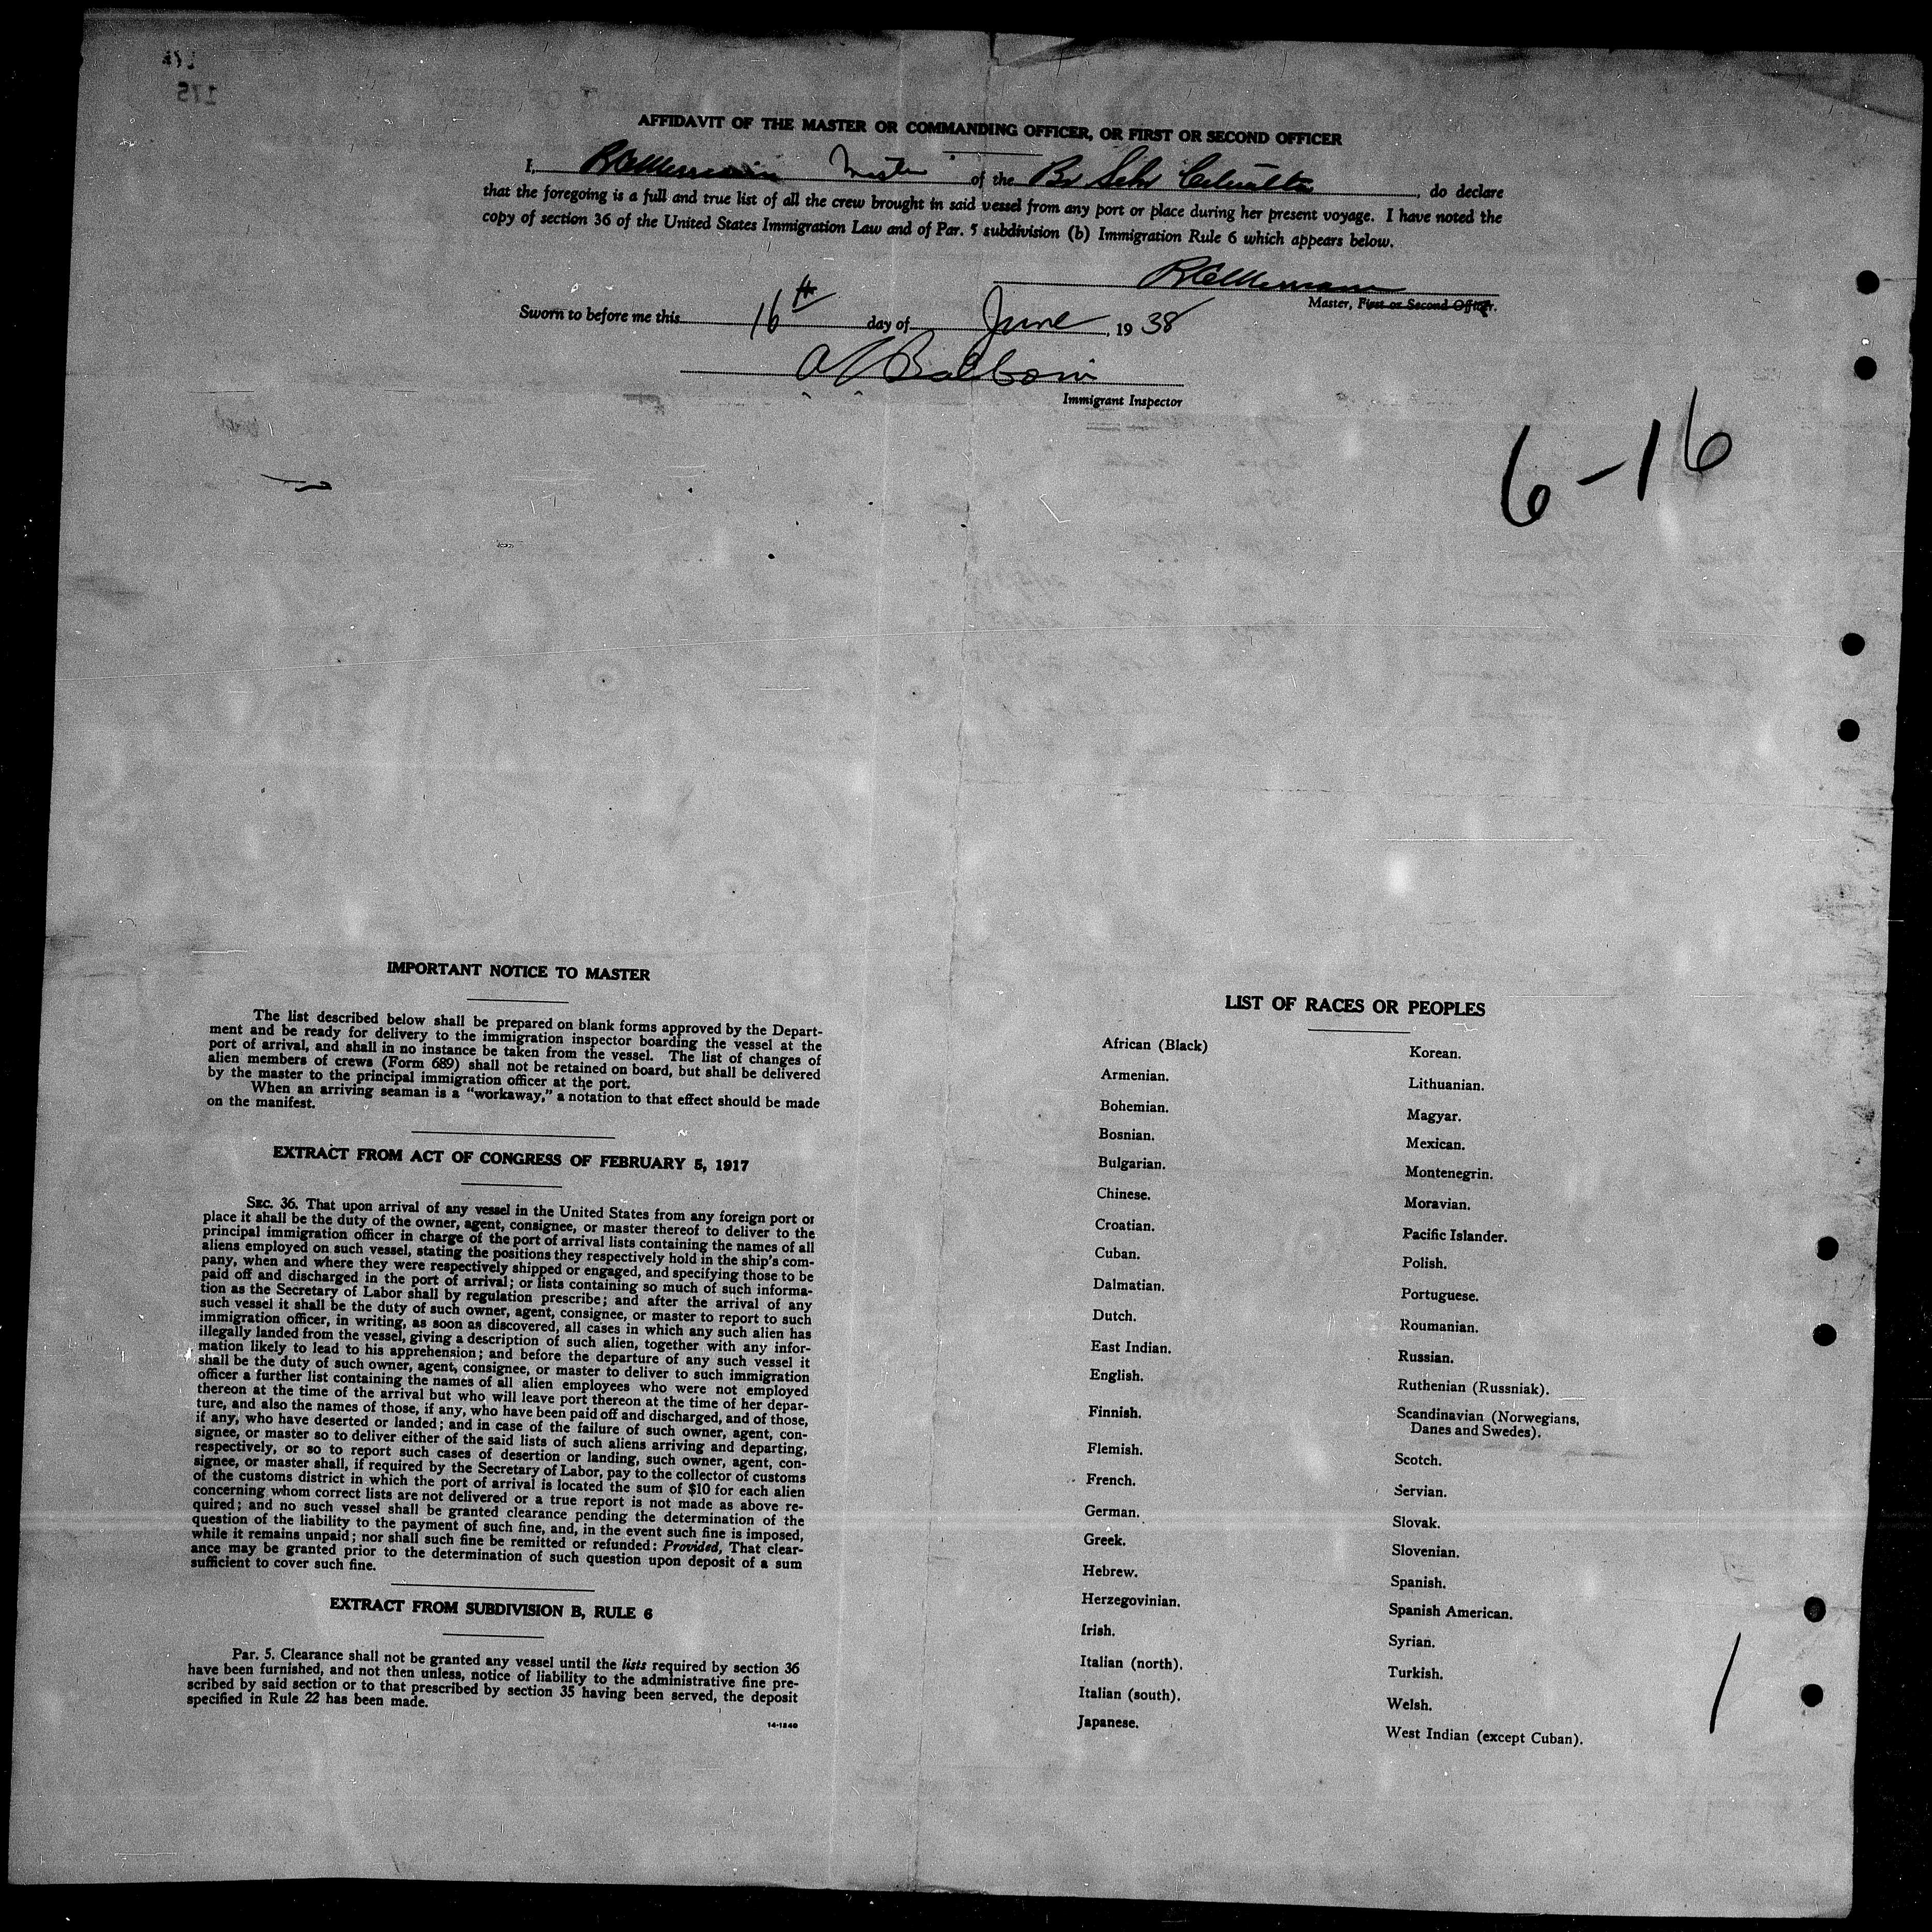 175
AFFIDAVIT OF THE MASTER OR COMMANDING OFFICER, OR FIRST OR SECOND OFFICER
I, Master of the Br Schr , do declare
that the foregoing is a full and true list of all the crew brought in said vessel from any port or place during her present voyage. I have noted the
copy of section 36 of the United States Immigration Law and of Par. 5 subdivision (b) Immigration Rule 6 which appears below.
Master, First or Second Officer.
Sworn to before me this 16th day of June, 1938
Immigrant Inspector
6-16
IMPORTANT NOTICE TO MASTER
The list described below shall be prepared on blank forms approved by the Depart-
ment and be ready for delivery to the immigration inspector boarding the vessel at the
port of arrival, and shall in no instance be taken from the vessel. The list of changes of
alien members of crews (Form 689) shall not be retained on board, but shall be delivered
by the master to the principal immigration officer at the port.
When an arriving seaman is a "workaway," a notation to that effect should be made
on the manifest.
EXTRACT FROM ACT OF CONGRESS OF FEBRUARY 5, 1917
SEC. 36. That upon arrival of any vessel in the United States from any foreign port or
place it shall be the duty of the owner, agent, consignee, or master thereof to deliver to the
principal immigration officer in charge of the port of arrival lists containing the names of all
aliens employed on such vessel, stating the positions they respectively hold in the ship's com-
pany, when and where they were respectively shipped or engaged, and specifying those to be
paid off and discharged in the port of arrival; or lists containing so much of such informa-
tion as the Secretary of Labor shall by regulation prescribe; and after the arrival of any
such vessel it shall be the duty of such owner, agent, consignee, or master to report to such
immigration officer, in writing, as soon as discovered, all cases in which any such alien has
illegally landed from the vessel, giving a description of such alien, together with any infor-
mation likely to lead to his apprehension; and before the departure of any such vessel it
shall be the duty of such owner, agent, consignee, or master to deliver to such immigration
officer a further list containing the names of all alien employees who were not employed
thereon at the time of the arrival but who will leave port thereon at the time of her depar-
ture, and also the names of those, if any, who have been paid off and discharged, and of those,
if any, who have deserted or landed; and in case of the failure of such owner, agent, con-
signee, or master so to deliver either of the said lists of such aliens arriving and departing,
respectively, or so to report such cases of desertion or landing, such owner, agent, con-
signee, or master shall, if required by the Secretary of Labor, pay to the collector of customs
of the customs district in which the port of arrival is located the sum of $10 for each alien
concerning whom correct lists are not delivered or a true report is not made as above re-
quired; and no such vessel shall be granted clearance pending the determination of the
question of the liability to the payment of such fine, and, in the event such fine is imposed,
while it remains unpaid; nor shall such fine be remitted or refunded: Provided, That clear-
ance may be granted prior to the determination of such question upon deposit of a sum
sufficient to cover such fine.
EXTRACT FROM SUBDIVISION B, RULE 6
Par. 5. Clearance shall not be granted any vessel until the lists required by section 36
have been furnished, and not then unless, notice of liability to the administrative fine pre-
scribed by said section or to that prescribed by section 35 having been served, the deposit
specified in Rule 22 has been made.
14-1240
LIST OF RACES OR PEOPLES
African (Black)
Armenian.
Bohemian.
Bosnian.
Bulgarian.
Chinese.
Croatian.
Cuban.
Dalmatian.
Dutch.
East Indian.
English.
Finnish.
Flemish.
French.
German.
Greek.
Hebrew.
Herzegovinian.
Irish.
Italian (north).
Italian (south).
Japanese.
Korean.
Lithuanian.
Magyar.
Mexican.
Montenegrin.
Moravian.
Pacific Islander.
Polish.
Portuguese.
Roumanian.
Russian.
Ruthenian (Russniak).
Scandinavian (Norwegians,
Danes and Swedes).
Scotch.
Servian.
Slovak.
Slovenian.
Spanish.
Spanish American.
Syrian.
Turkish.
Welsh.
West Indian (except Cuban).
1